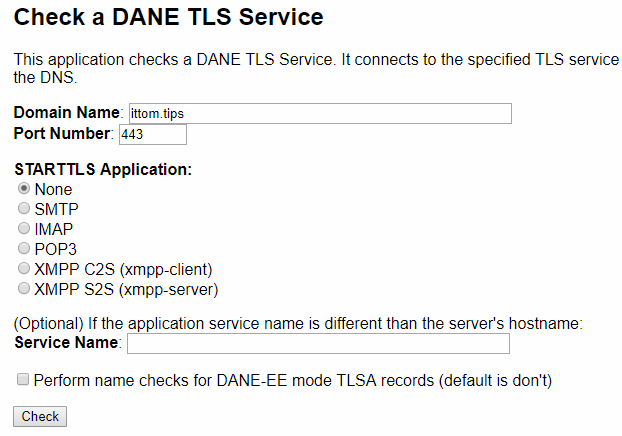 Check a DANE TLS Service
This application checks a DANE TLS Service. It connects to the specified TLS service
the DNS.
Domain Name: ittom.tips
Port Number: 443
STARTTLS Application:
None
SMTP
IMAP
POP3
XMPP C2S (xmpp-client)
XMPP S2S (xmpp-server)
(Optional) If the application service name is different than the server's hostname:
Service Name:
Perform name checks for DANE-EE mode TLSA records (default is don't)
Check